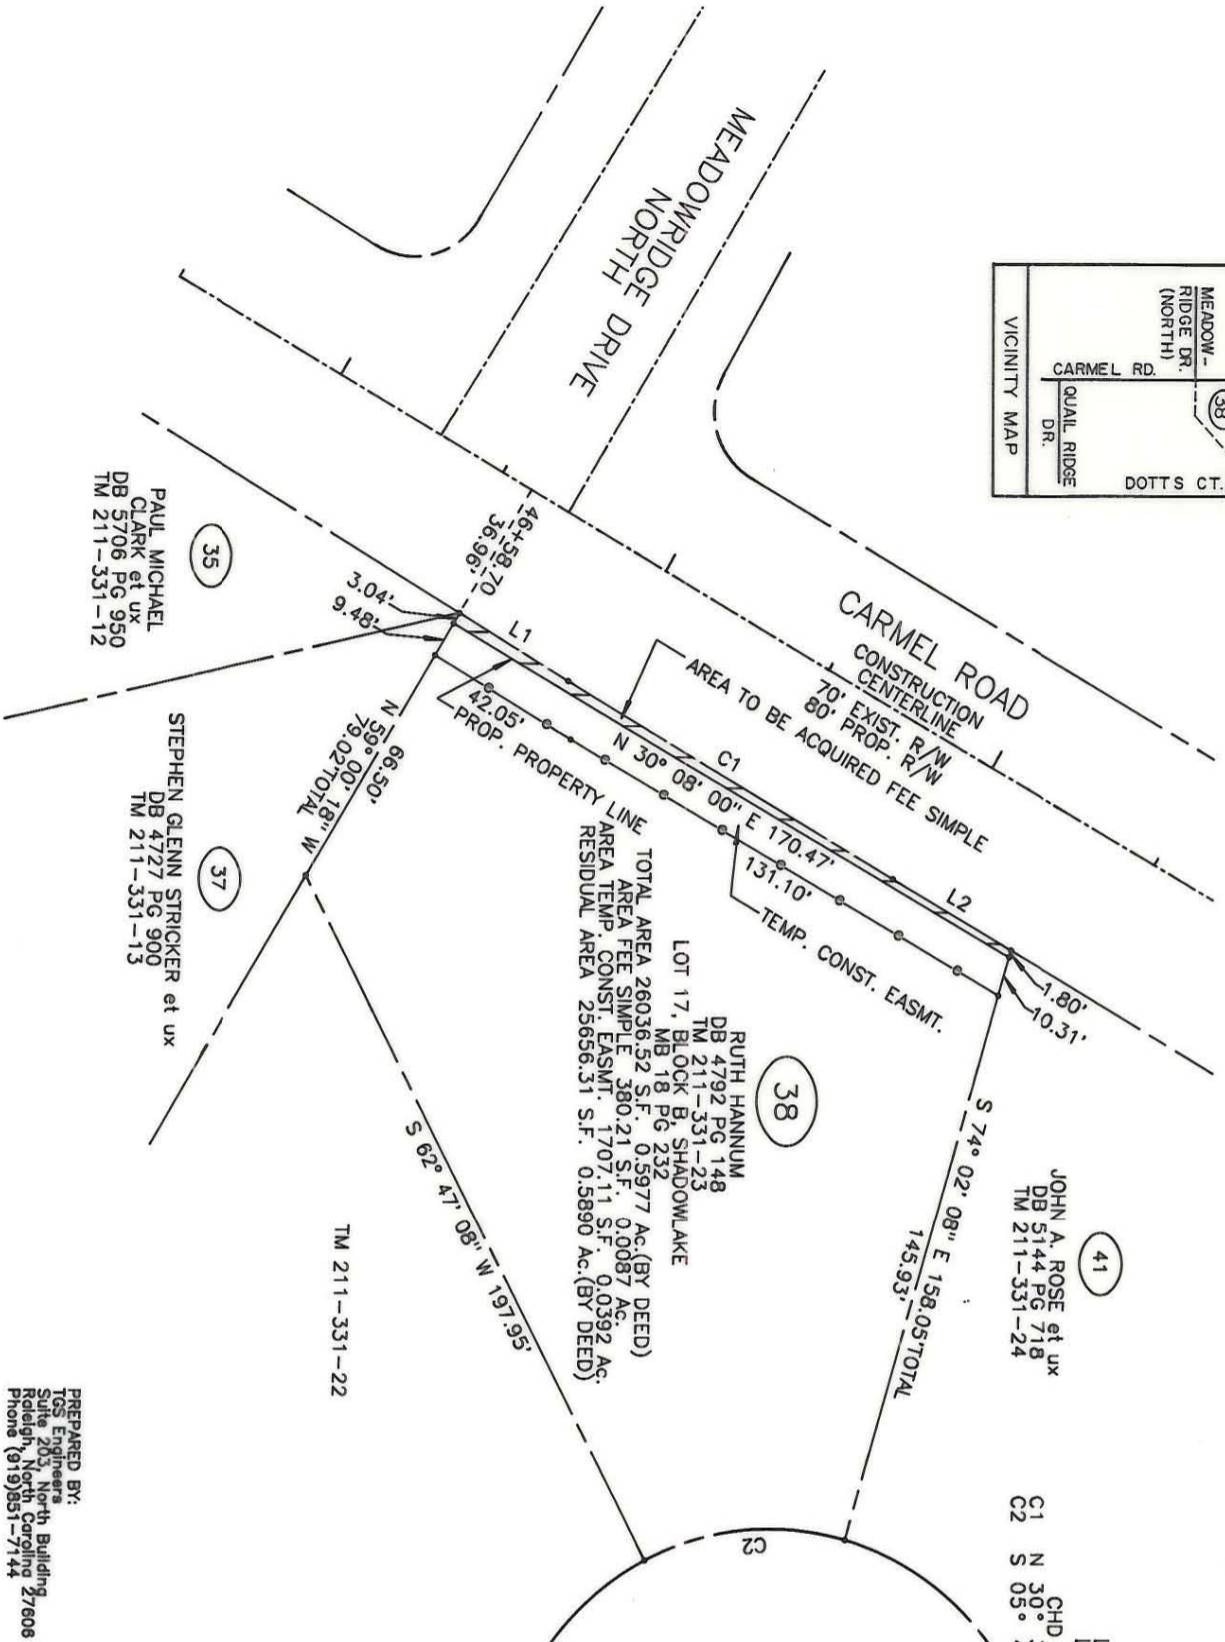 MEADOW-
RIDGE DR.
(NORTH)
38
CARMEL RD.
QUAIL RIDGE
DR.
DOTTS CT.
VICINITY MAP
MEADOWRIDGE DRIVE
NORTH
CARMEL ROAD
CONSTRUCTION
CENTERLINE
70' EXIST. R/W
80' PROP. R/W
AREA TO BE ACQUIRED FEE SIMPLE
46+58.70
36.96'
3.04'
9.48'
L1
C1
L2
N 30° 08' 00" E 170.47'
42.05'
131.10'
PROP. PROPERTY LINE
TEMP. CONST. EASMT.
1.80'
10.31'
35
PAUL MICHAEL
CLARK et ux
DB 5706 PG 950
TM 211-331-12
66.50'
N 59° 00' 18" W
79.02'TOTAL
37
STEPHEN GLENN STRICKER et ux
DB 4727 PG 900
TM 211-331-13
38
RUTH HANNUM
DB 4792 PG 148
TM 211-331-23
LOT 17, BLOCK B, SHADOWLAKE
MB 18 PG 232
TOTAL AREA 26036.52 S.F. 0.5977 Ac.(BY DEED)
AREA FEE SIMPLE 380.21 S.F. 0.0087 Ac.
AREA TEMP. CONST. EASMT. 1707.11 S.F. 0.0392 Ac.
RESIDUAL AREA 25656.31 S.F. 0.5890 Ac.(BY DEED)
41
JOHN A. ROSE et ux
DB 5144 PG 718
TM 211-331-24
S 74° 02' 08" E 158.05'TOTAL
145.93'
S 62° 47' 08" W 197.95'
TM 211-331-22
C2
CHD
C1 N 30°
C2 S 05°
PREPARED BY:
TGS Engineers
Suite 203, North Building
Raleigh, North Carolina 27606
Phone (919)851-7144